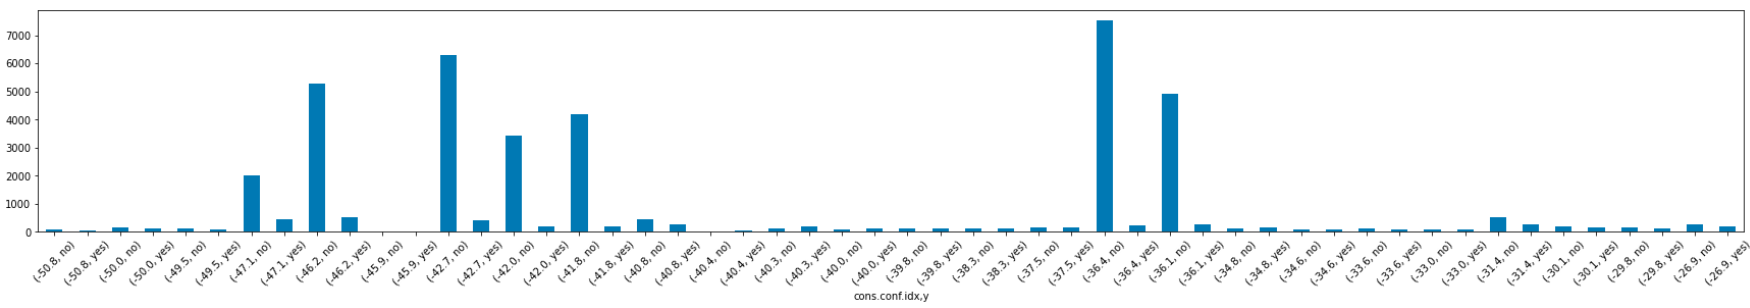 7000
6000
5000
4000
3000
2000
1000
0
(-50.8, no)
(-50.8, yes)
(-50.0, no)
(-50.0, yes)
(-49.5, no)
(-49.5, yes)
(-47.1, no)
(-47.1, yes)
(-46.2, no)
(-46.2, yes)
(-45.9, no)
(-45.9, yes)
(-42.7, no)
(-42.7, yes)
(-42.0, no)
(-42.0, yes)
(-41.8, no)
(-41.8, yes)
(-40.8, no)
(-40.8, yes)
(-40.4, no)
(-40.4, yes)
(-40.3, no)
(-40.3, yes)
(-40.0, no)
(-40.0, yes)
(-39.8, no)
(-39.8, yes)
(-38.3, no)
(-38.3, yes)
(-37.5, no)
(-37.5, yes)
(-36.4, no)
(-36.4, yes)
(-36.1, no)
(-36.1, yes)
(-34.8, no)
(-34.8, yes)
(-34.6, no)
(-34.6, yes)
(-33.6, no)
(-33.6, yes)
(-33.0, no)
(-33.0, yes)
(-31.4, no)
(-31.4, yes)
(-30.1, no)
(-30.1, yes)
(-29.8, no)
(-29.8, yes)
(-26.9, no)
(-26.9, yes)
cons.conf.idx,y